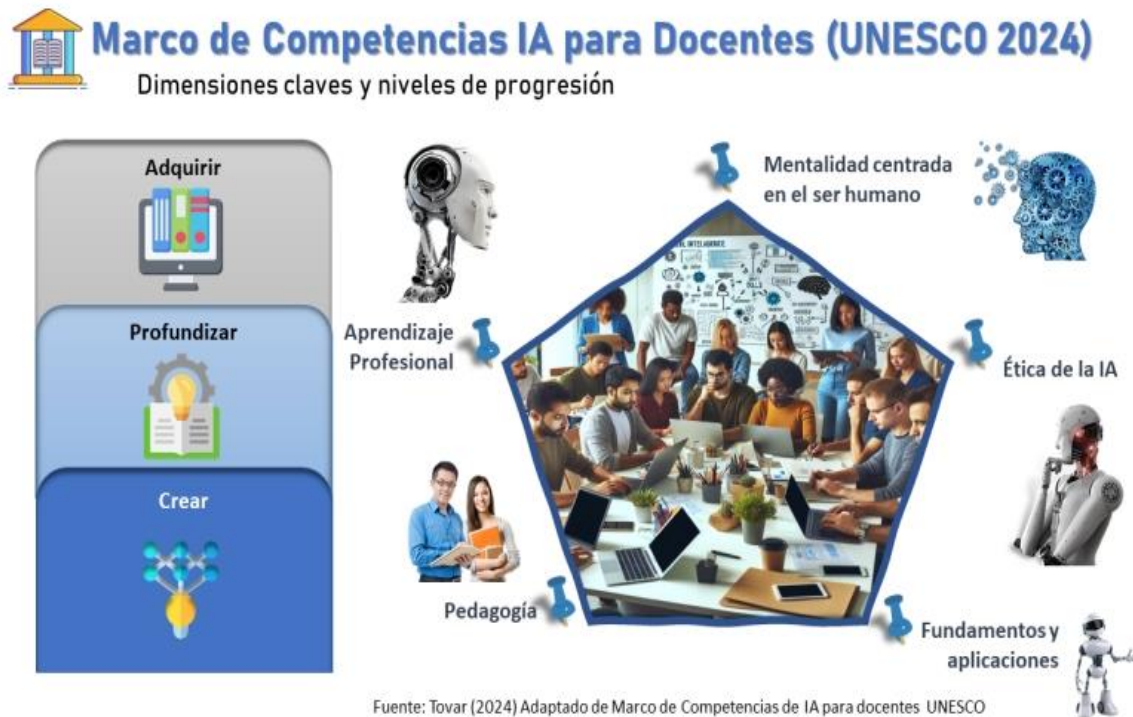 Marco de Competencias IA para Docentes (UNESCO 2024)
Dimensiones claves y niveles de progresión
Adquirir
Profundizar
Crear
Mentalidad centrada
en el ser humano
Aprendizaje
Profesional
Ética de la IA
Pedagogía
Fundamentos y
aplicaciones
Fuente: Tovar (2024) Adaptado de Marco de Competencias de IA para docentes UNESCO